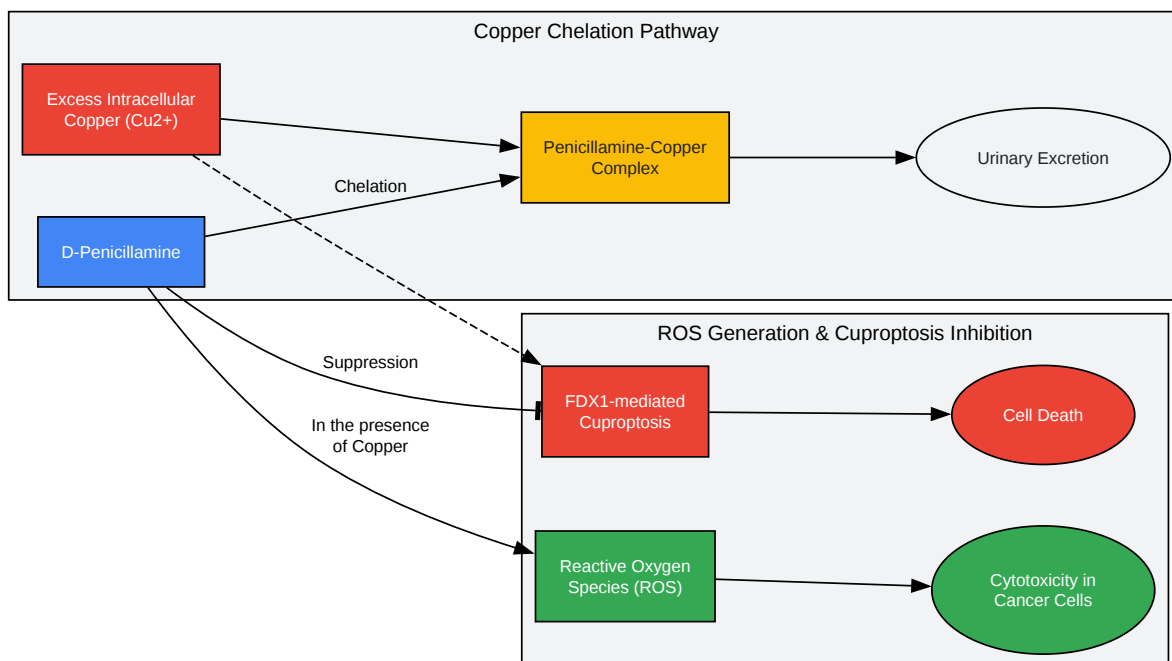 Copper Chelation Pathway
Excess Intracellular
Copper (Cu2+)
Penicillamine-Copper
Complex
Urinary Excretion
Chelation
D-Penicillamine
ROS Generation & Cuproptosis Inhibition
Suppression
FDX1-mediated
Cuproptosis
Cell Death
In the presence
of Copper
Reactive Oxygen
Species (ROS)
Cytotoxicity in
Cancer Cells